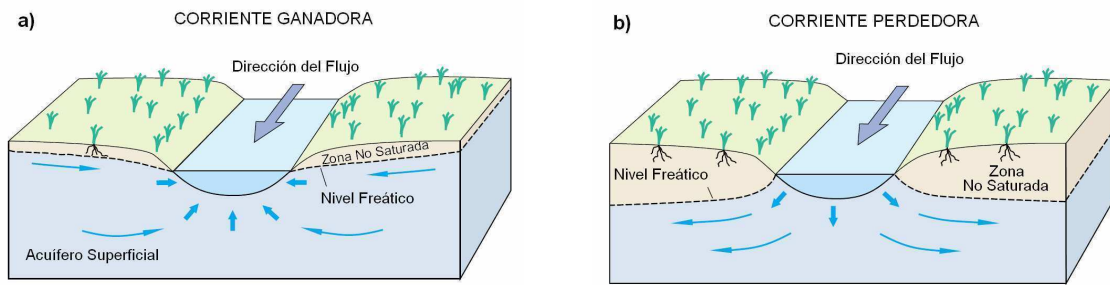 a)
CORRIENTE GANADORA
Dirección del Flujo
Zona No Saturada
Nivel Freático
Acuífero Superficial
b)
CORRIENTE PERDEDORA
Dirección del Flujo
Nivel Freático
Zona
No Saturada